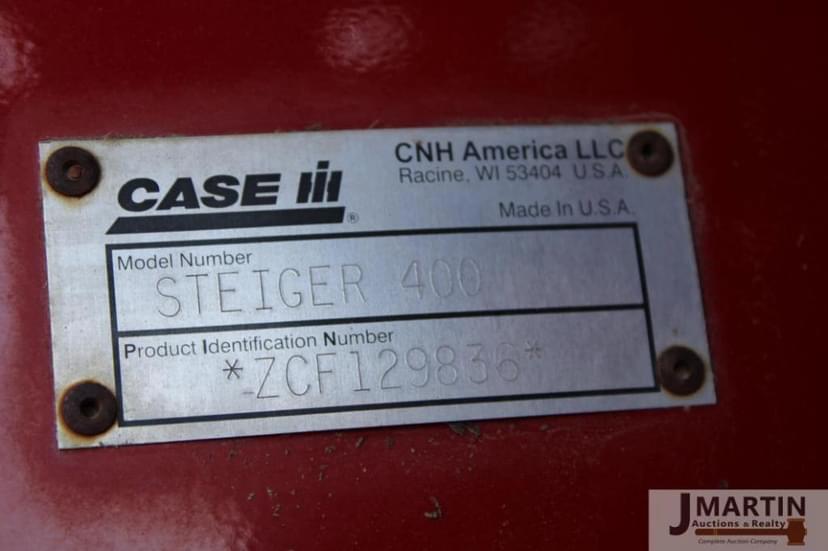 CASE IH ®
CNH America LLC
Racine, WI 53404 U.S.A.
Made In U.S.A.
Model Number
STEIGER 400
Product Identification Number
*ZCF129836*
J MARTIN
Auctions & Realty
Complete Auction Company